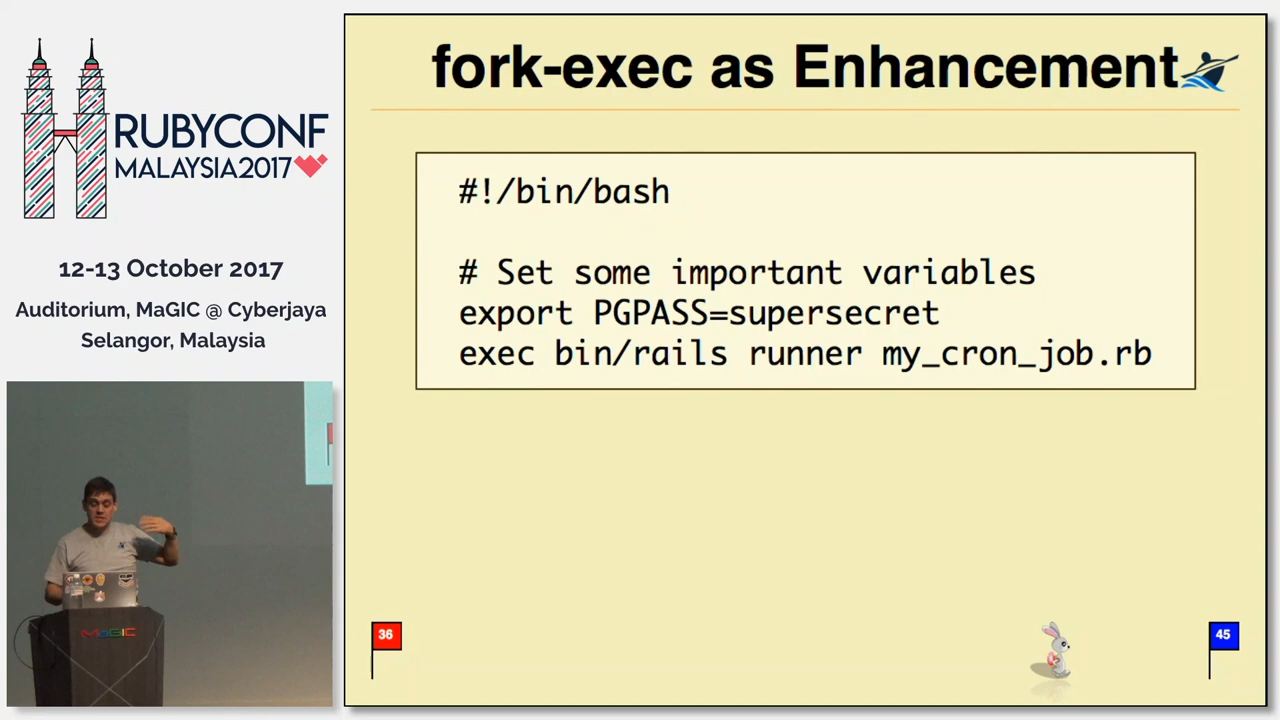 RUBYCONF
MALAYSIA2017
12-13 October 2017
Auditorium, MaGIC @ Cyberjaya
Selangor, Malaysia
MaGIC
fork-exec as Enhancement
#!/bin/bash
# Set some important variables
export PGPASS=supersecret
exec bin/rails runner my_cron_job.rb
36
45